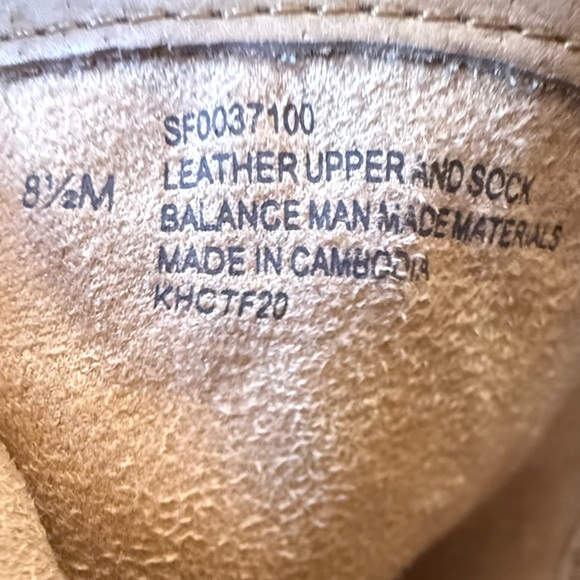 SF0037100
8½M
LEATHER UPPER AND SOCK
BALANCE MAN MADE MATERIALS
MADE IN CAMBODIA
KHCTF20